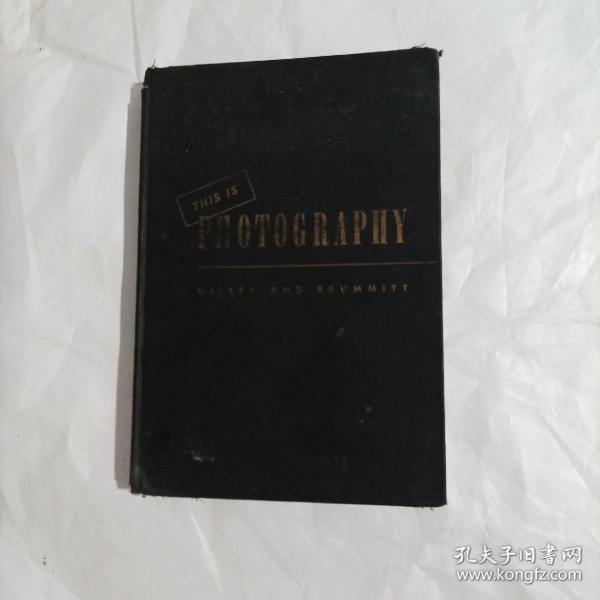 THIS IS
PHOTOGRAPHY
MILLER AND BRUMMITT
孔夫子旧书网
www.kongfz.com